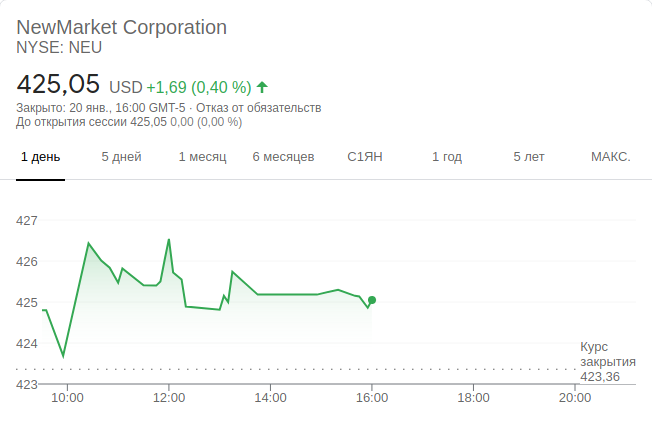 NewMarket Corporation
NYSE: NEU
425,05 USD +1,69 (0,40 %)
Закрыто: 20 янв., 16:00 GMT-5 · Отказ от обязательств
До открытия сессии 425,05 0,00 (0,00 %)
1 день 5 дней 1 месяц 6 месяцев С1ЯН 1 год 5 лет МАКС.
427
426
425
424
423
Курс
закрытия
423,36
10:00 12:00 14:00 16:00 18:00 20:00